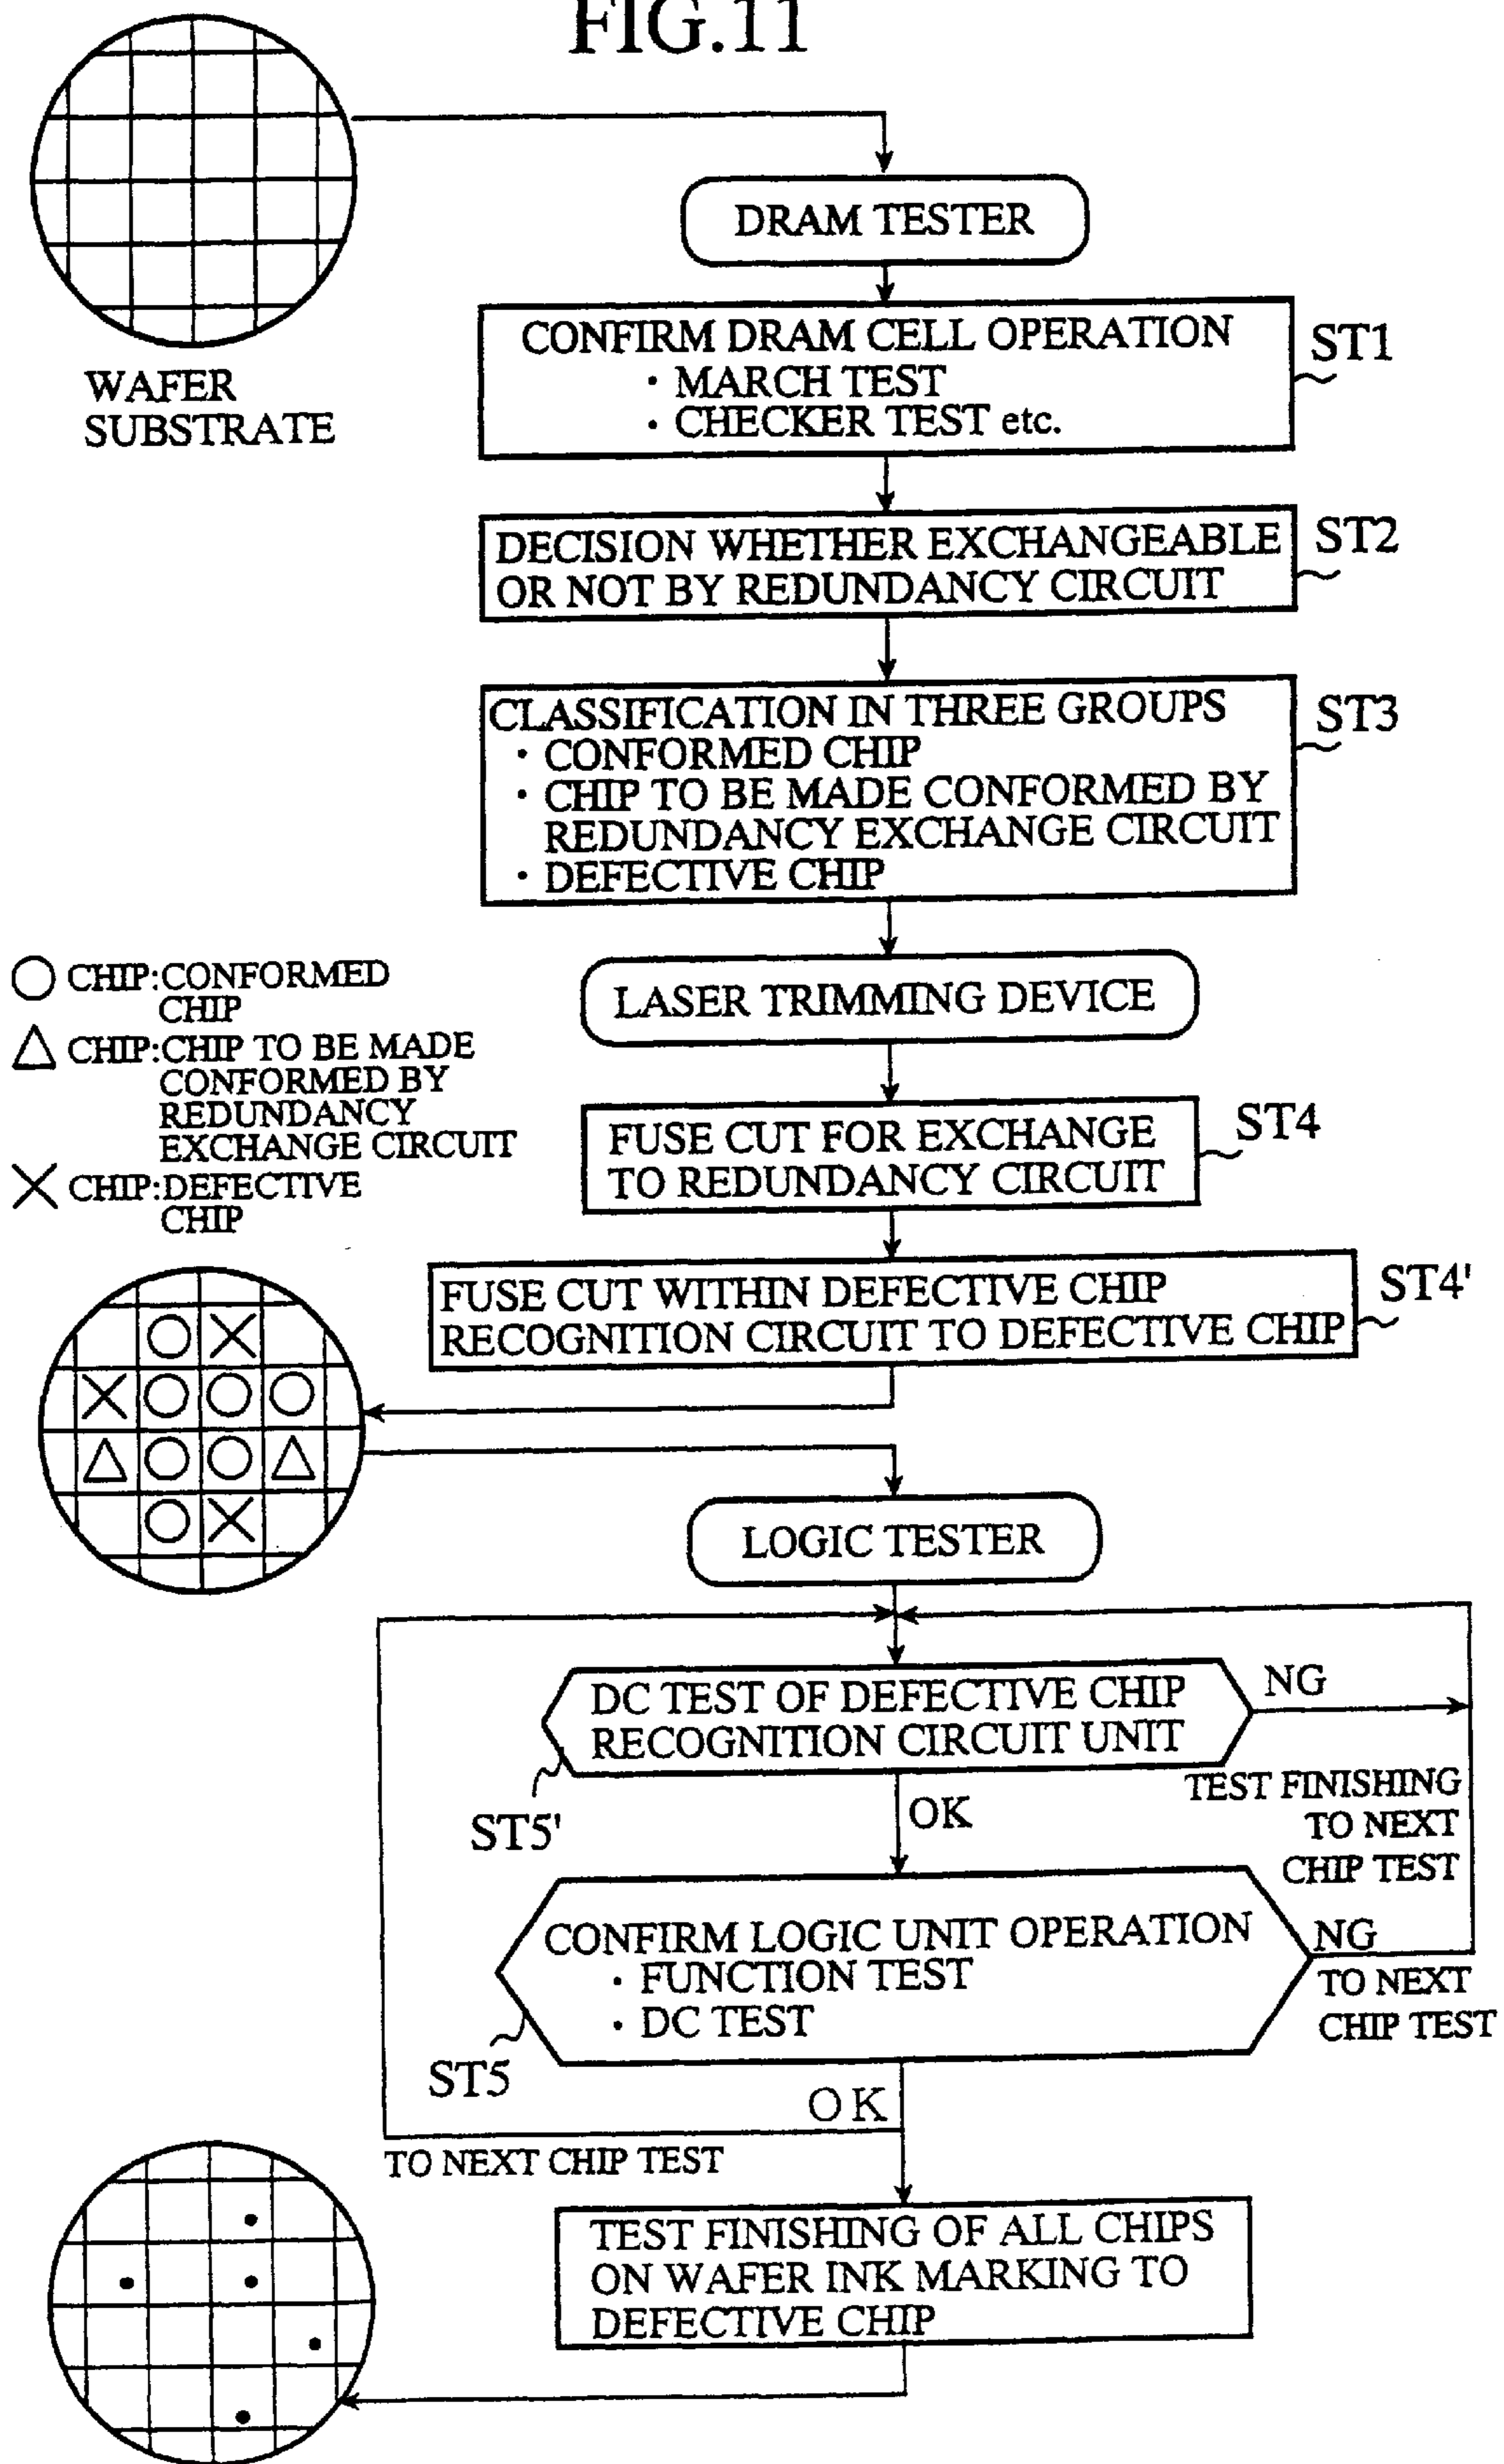 FIG.11
WAFER
SUBSTRATE
DRAM TESTER
CONFIRM DRAM CELL OPERATION
· MARCH TEST
· CHECKER TEST etc.
ST1
DECISION WHETHER EXCHANGEABLE
OR NOT BY REDUNDANCY CIRCUIT
ST2
CLASSIFICATION IN THREE GROUPS
· CONFORMED CHIP
· CHIP TO BE MADE CONFORMED BY
REDUNDANCY EXCHANGE CIRCUIT
· DEFECTIVE CHIP
ST3
CHIP:CONFORMED
CHIP
CHIP:CHIP TO BE MADE
CONFORMED BY
REDUNDANCY
EXCHANGE CIRCUIT
CHIP:DEFECTIVE
CHIP
LASER TRIMMING DEVICE
FUSE CUT FOR EXCHANGE
TO REDUNDANCY CIRCUIT
ST4
FUSE CUT WITHIN DEFECTIVE CHIP
RECOGNITION CIRCUIT TO DEFECTIVE CHIP
ST4'
LOGIC TESTER
DC TEST OF DEFECTIVE CHIP
RECOGNITION CIRCUIT UNIT
NG
ST5'
OK
TEST FINISHING
TO NEXT
CHIP TEST
CONFIRM LOGIC UNIT OPERATION
· FUNCTION TEST
· DC TEST
NG
TO NEXT
CHIP TEST
ST5
OK
TO NEXT CHIP TEST
TEST FINISHING OF ALL CHIPS
ON WAFER INK MARKING TO
DEFECTIVE CHIP